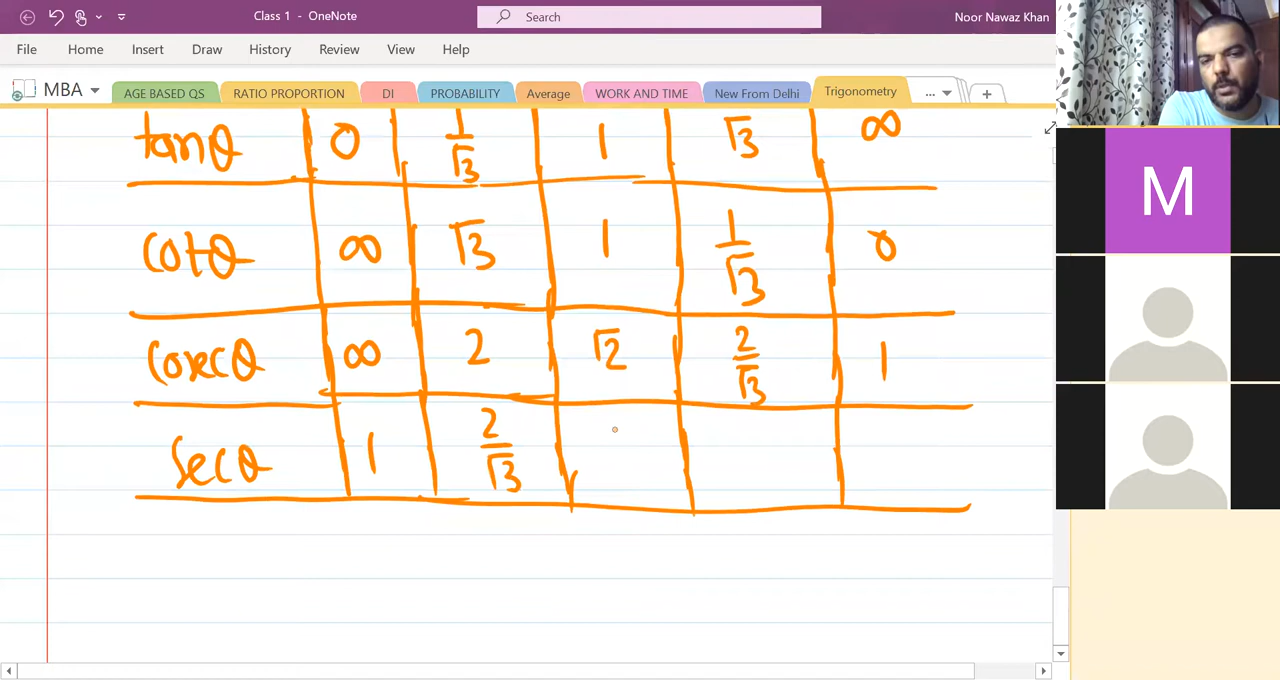 Class 1 - OneNote
Search
Noor Nawaz Khan
File Home Insert Draw History Review View Help
MBA
AGE BASED QS RATIO PROPORTION DI PROBABILITY Average WORK AND TIME New From Delhi Trigonometry ... +
tanθ 0 1/√3 1 √3 ∞
cotθ ∞ √3 1 1/√3 0
cosecθ ∞ 2 √2 2/√3 1
secθ 1 2/√3
M